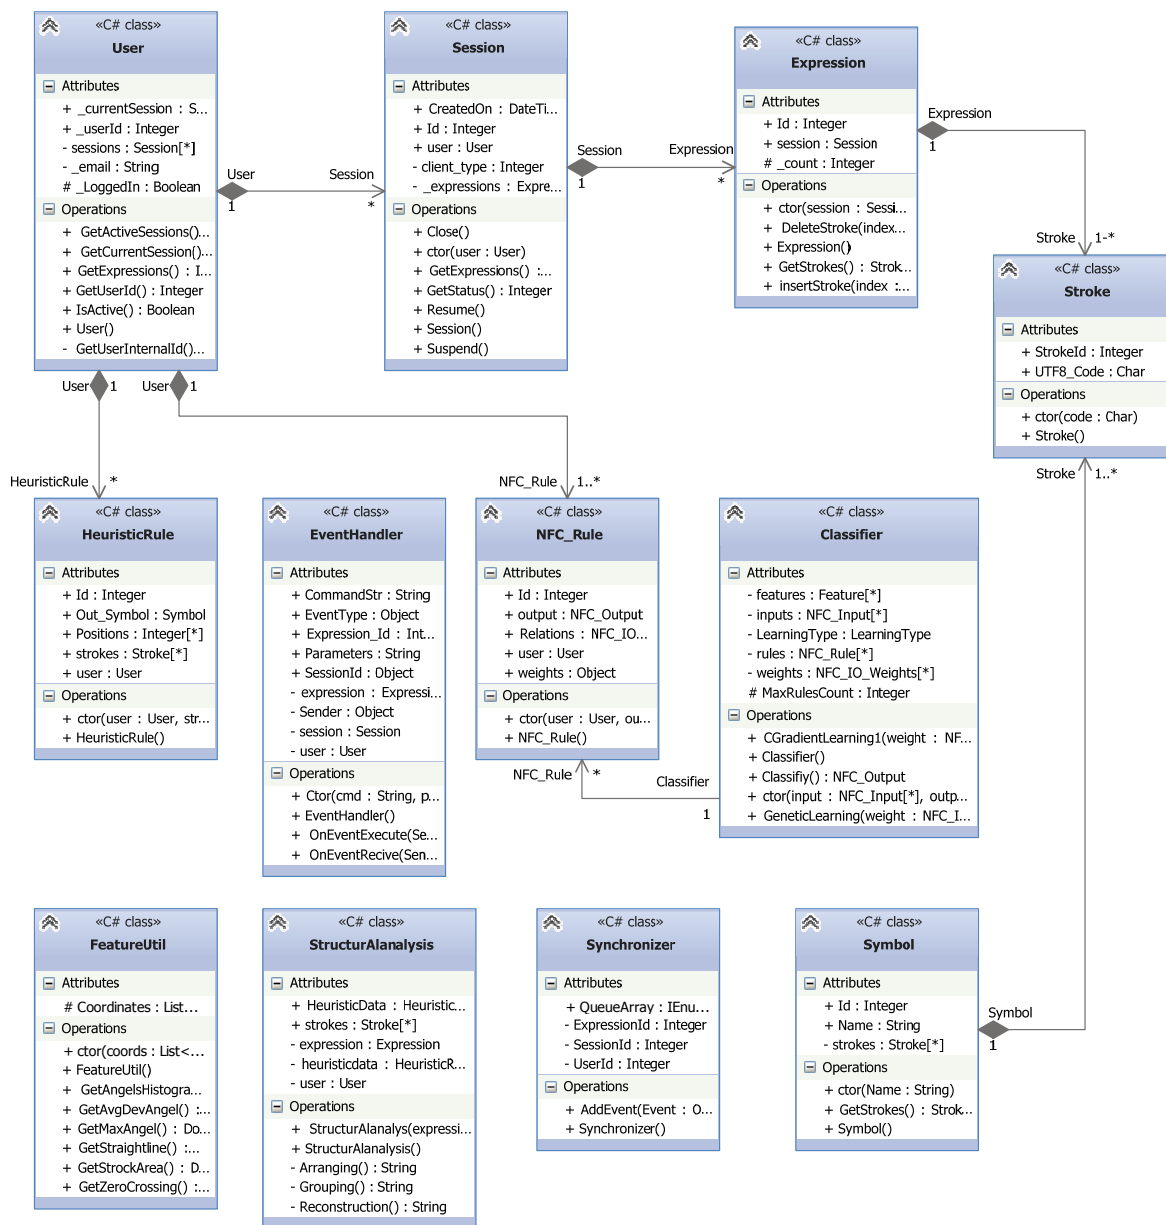 «C# class»
User
Attributes
+ _currentSession : S...
+ _userId : Integer
- sessions : Session[*]
- _email : String
# _LoggedIn : Boolean
Operations
+ GetActiveSessions()...
+ GetCurrentSession()...
+ GetExpressions() : I...
+ GetUserId() : Integer
+ IsActive() : Boolean
+ User()
- GetUserInternalId()...
User
1
Session
*
«C# class»
Session
Attributes
+ CreatedOn : DateTi...
+ Id : Integer
+ user : User
- client_type : Integer
- _expressions : Expre...
Operations
+ Close()
+ ctor(user : User)
+ GetExpressions() :...
+ GetStatus() : Integer
+ Resume()
+ Session()
+ Suspend()
Session
1
Expression
*
«C# class»
Expression
Attributes
+ Id : Integer
+ session : Session
# _count : Integer
Operations
+ ctor(session : Sessi...
+ DeleteStroke(index...
+ Expression()
+ GetStrokes() : Strok...
+ insertStroke(index :...
Expression
1
Stroke
1-*
«C# class»
Stroke
Attributes
+ StrokeId : Integer
+ UTF8_Code : Char
Operations
+ ctor(code : Char)
+ Stroke()
User 1
User 1
HeuristicRule *
NFC_Rule 1..*
Stroke 1..*
«C# class»
HeuristicRule
Attributes
+ Id : Integer
+ Out_Symbol : Symbol
+ Positions : Integer[*]
+ strokes : Stroke[*]
+ user : User
Operations
+ ctor(user : User, str...
+ HeuristicRule()
«C# class»
EventHandler
Attributes
+ CommandStr : String
+ EventType : Object
+ Expression_Id : Int...
+ Parameters : String
+ SessionId : Object
- expression : Expressi...
- Sender : Object
- session : Session
- user : User
Operations
+ Ctor(cmd : String, p...
+ EventHandler()
+ OnEventExecute(Se...
+ OnEventRecive(Sen...
«C# class»
NFC_Rule
Attributes
+ Id : Integer
+ output : NFC_Output
+ Relations : NFC_IO...
+ user : User
+ weights : Object
Operations
+ ctor(user : User, ou...
+ NFC_Rule()
NFC_Rule *
Classifier
1
«C# class»
Classifier
Attributes
- features : Feature[*]
- inputs : NFC_Input[*]
- LearningType : LearningType
- rules : NFC_Rule[*]
- weights : NFC_IO_Weights[*]
# MaxRulesCount : Integer
Operations
+ CGradientLearning1(weight : NF...
+ Classifier()
+ Classifiy() : NFC_Output
+ ctor(input : NFC_Input[*], outp...
+ GeneticLearning(weight : NFC_I...
«C# class»
FeatureUtil
Attributes
# Coordinates : List...
Operations
+ ctor(coords : List<...
+ FeatureUtil()
+ GetAngelsHistogra...
+ GetAvgDevAngel() :...
+ GetMaxAngel() : Do...
+ GetStraightline() :...
+ GetStrockArea() : D...
+ GetZeroCrossing() :...
«C# class»
StructurAlanalysis
Attributes
+ HeuristicData : Heuristic...
+ strokes : Stroke[*]
- expression : Expression
- heuristicdata : HeuristicR...
- user : User
Operations
+ StructurAlanalys(expressi...
+ StructurAlanalysis()
- Arranging() : String
- Grouping() : String
- Reconstruction() : String
«C# class»
Synchronizer
Attributes
+ QueueArray : IEnu...
- ExpressionId : Integer
- SessionId : Integer
- UserId : Integer
Operations
+ AddEvent(Event : O...
+ Synchronizer()
«C# class»
Symbol
Attributes
+ Id : Integer
+ Name : String
- strokes : Stroke[*]
Operations
+ ctor(Name : String)
+ GetStrokes() : Strok...
+ Symbol()
Symbol
1